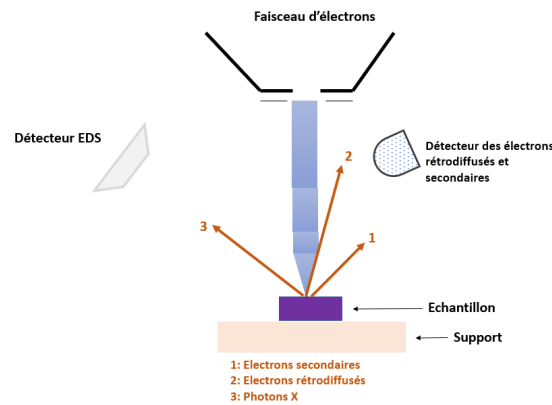 Faisceau d'électrons
Détecteur EDS
Détecteur des électrons
rétrodiffusés et
secondaires
2
3
1
Echantillon
Support
1: Electrons secondaires
2: Electrons rétrodiffusés
3: Photons X